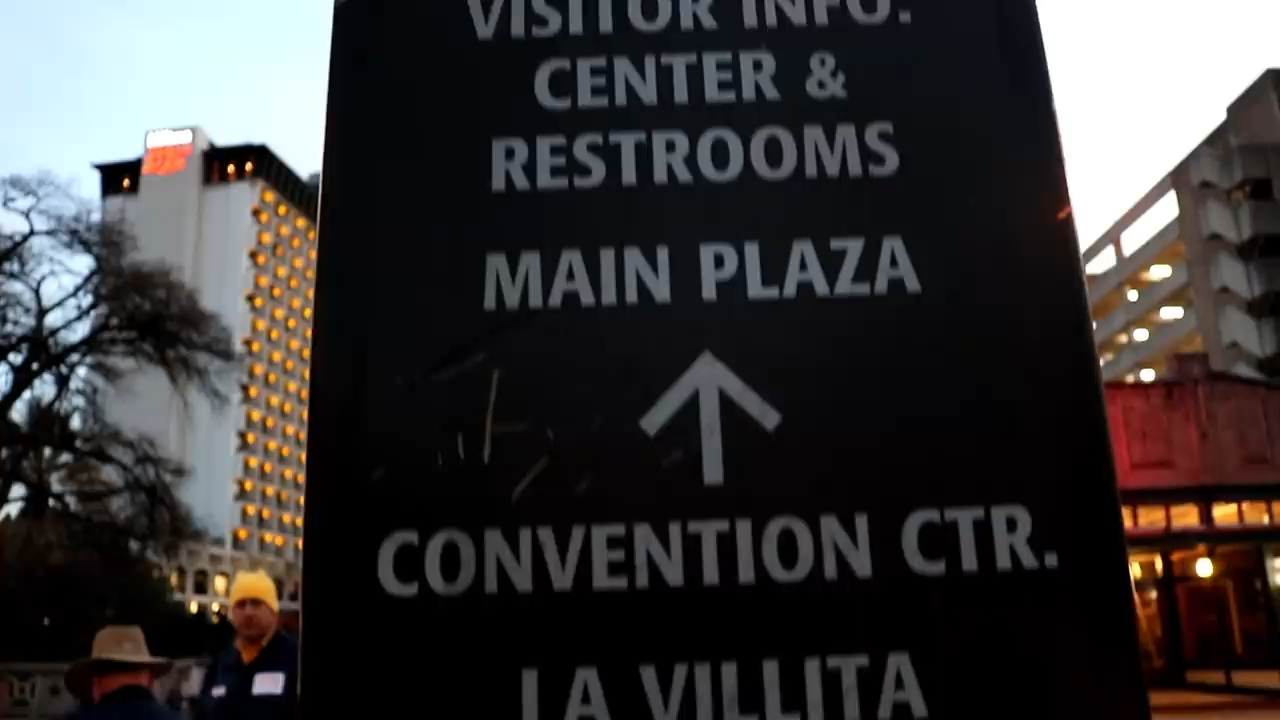 VISITOR INFO.
CENTER &
RESTROOMS
MAIN PLAZA
CONVENTION CTR.
LA VILLITA